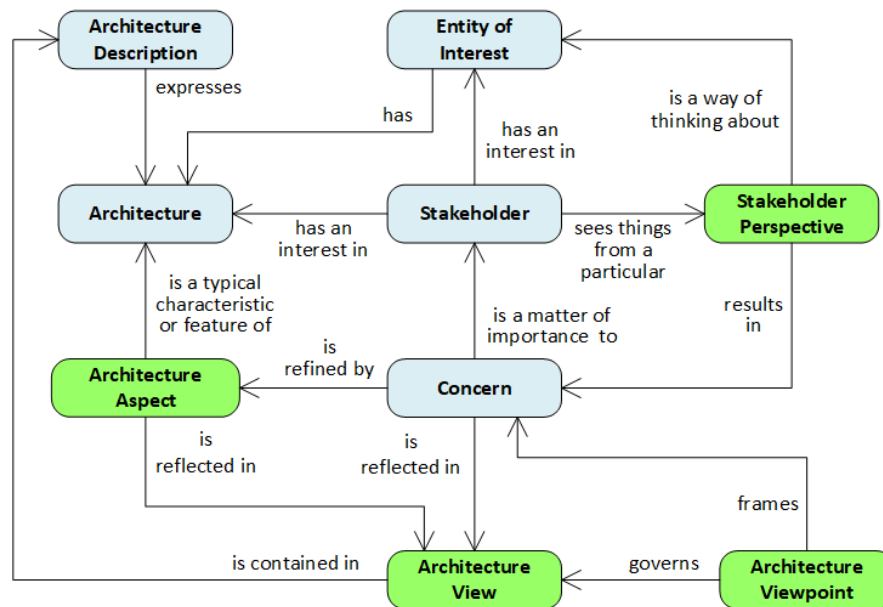 Architecture
Description
Entity of
Interest
expresses
has
is a way of
thinking about
has an
interest in
Architecture
Stakeholder
Stakeholder
Perspective
has an
interest in
sees things
from a
particular
is a typical
characteristic
or feature of
is a matter of
importance to
results
in
is
refined by
Architecture
Aspect
Concern
is
reflected in
is
reflected in
frames
is contained in
Architecture
View
governs
Architecture
Viewpoint